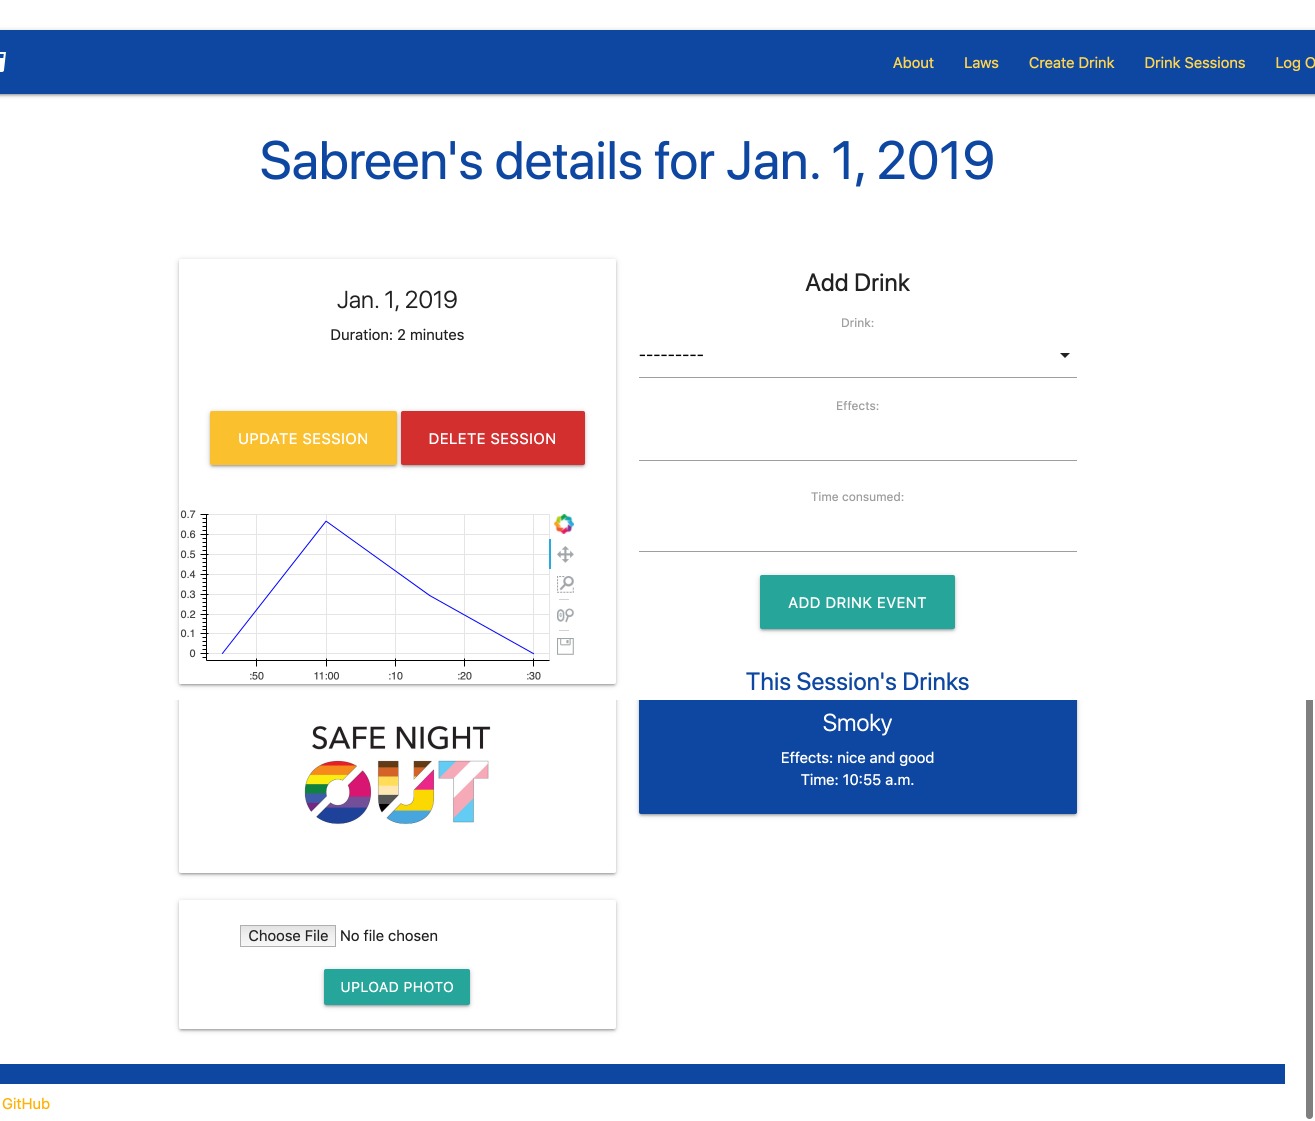 About Laws Create Drink Drink Sessions Log O
Sabreen's details for Jan. 1, 2019
Jan. 1, 2019
Duration: 2 minutes
UPDATE SESSION DELETE SESSION
0.7
0.6
0.5
0.4
0.3
0.2
0.1
0
:50 11:00 :10 :20 :30
SAFE NIGHT
OUT
Choose File No file chosen
UPLOAD PHOTO
Add Drink
Drink:
---------
Effects:
Time consumed:
ADD DRINK EVENT
This Session's Drinks
Smoky
Effects: nice and good
Time: 10:55 a.m.
GitHub